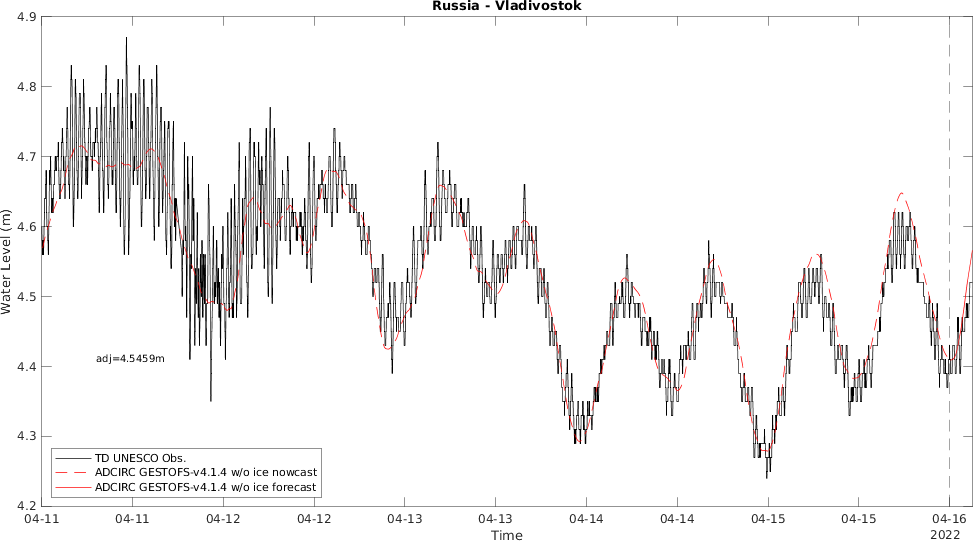 Russia - Vladivostok
4.9
4.8
4.7
4.6
4.5
4.4
4.3
4.2
Water Level (m)
adj=4.5459m
TD UNESCO Obs.
ADCIRC GESTOFS-v4.1.4 w/o ice nowcast
ADCIRC GESTOFS-v4.1.4 w/o ice forecast
04-11 04-11 04-12 04-12 04-13 04-13 04-14 04-14 04-15 04-15 04-16
Time 2022